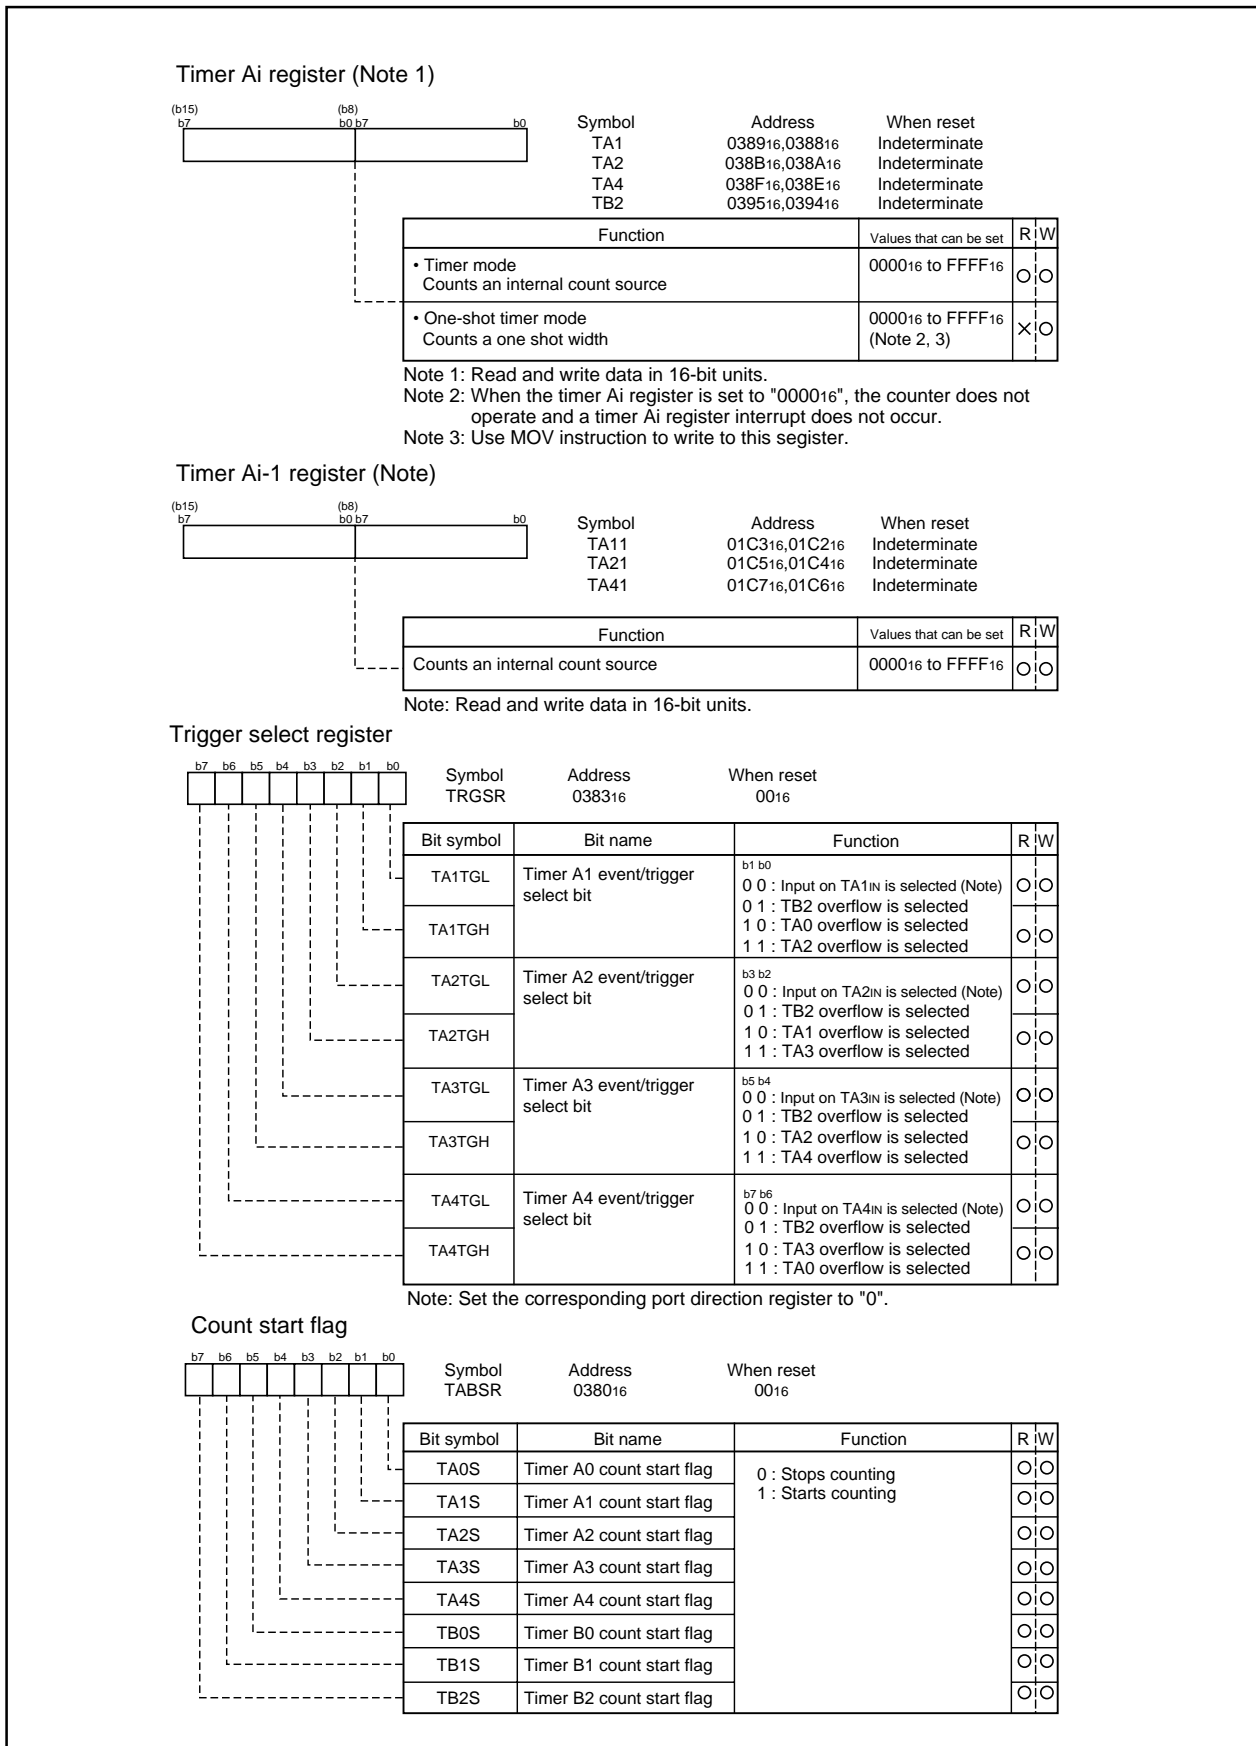 Timer Ai register (Note 1)
(b15) (b8)
b7 b0 b7 b0
Symbol Address When reset
TA1 038916,038816 Indeterminate
TA2 038B16,038A16 Indeterminate
TA4 038F16,038E16 Indeterminate
TB2 039516,039416 Indeterminate
Function Values that can be set R W
• Timer mode 000016 to FFFF16
Counts an internal count source
• One-shot timer mode 000016 to FFFF16
Counts a one shot width (Note 2, 3)
Note 1: Read and write data in 16-bit units.
Note 2: When the timer Ai register is set to "000016", the counter does not
operate and a timer Ai register interrupt does not occur.
Note 3: Use MOV instruction to write to this segister.
Timer Ai-1 register (Note)
(b15) (b8)
b7 b0 b7 b0
Symbol Address When reset
TA11 01C316,01C216 Indeterminate
TA21 01C516,01C416 Indeterminate
TA41 01C716,01C616 Indeterminate
Function Values that can be set R W
Counts an internal count source 000016 to FFFF16
Note: Read and write data in 16-bit units.
Trigger select register
b7 b6 b5 b4 b3 b2 b1 b0
Symbol Address When reset
TRGSR 038316 0016
Bit symbol Bit name Function R W
TA1TGL Timer A1 event/trigger select bit
b1 b0
0 0 : Input on TA1IN is selected (Note)
0 1 : TB2 overflow is selected
TA1TGH
1 0 : TA0 overflow is selected
1 1 : TA2 overflow is selected
TA2TGL Timer A2 event/trigger select bit
b3 b2
0 0 : Input on TA2IN is selected (Note)
0 1 : TB2 overflow is selected
TA2TGH
1 0 : TA1 overflow is selected
1 1 : TA3 overflow is selected
TA3TGL Timer A3 event/trigger select bit
b5 b4
0 0 : Input on TA3IN is selected (Note)
0 1 : TB2 overflow is selected
TA3TGH
1 0 : TA2 overflow is selected
1 1 : TA4 overflow is selected
TA4TGL Timer A4 event/trigger select bit
b7 b6
0 0 : Input on TA4IN is selected (Note)
0 1 : TB2 overflow is selected
TA4TGH
1 0 : TA3 overflow is selected
1 1 : TA0 overflow is selected
Note: Set the corresponding port direction register to "0".
Count start flag
b7 b6 b5 b4 b3 b2 b1 b0
Symbol Address When reset
TABSR 038016 0016
Bit symbol Bit name Function R W
TA0S Timer A0 count start flag 0 : Stops counting
TA1S Timer A1 count start flag 1 : Starts counting
TA2S Timer A2 count start flag
TA3S Timer A3 count start flag
TA4S Timer A4 count start flag
TB0S Timer B0 count start flag
TB1S Timer B1 count start flag
TB2S Timer B2 count start flag